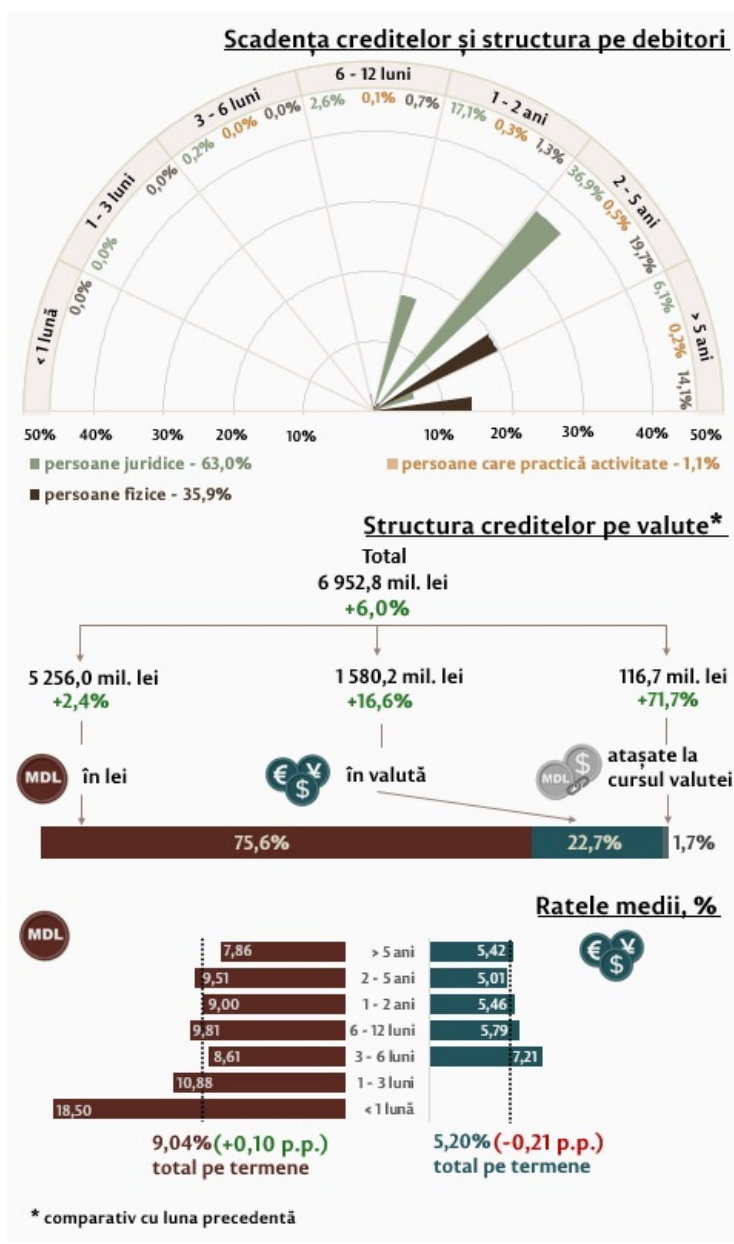 Scadența creditelor și structura pe debitori
< 1 lună
0,0%
1 - 3 luni
0,0%
0,0%
3 - 6 luni
0,2%
0,0%
0,0%
6 - 12 luni
2,6%
0,1%
0,7%
1 - 2 ani
17,1%
0,3%
1,3%
2 - 5 ani
36,9%
0,5%
19,7%
> 5 ani
6,1%
0,2%
14,1%
50% 40% 30% 20% 10% 10% 20% 30% 40% 50%
persoane juridice - 63,0%
persoane care practică activitate - 1,1%
persoane fizice - 35,9%
Structura creditelor pe valute*
Total
6 952,8 mil. lei
+6,0%
5 256,0 mil. lei
+2,4%
1 580,2 mil. lei
+16,6%
116,7 mil. lei
+71,7%
MDL
în lei
€ ¥ $
în valută
MDL $
atașate la
cursul valutei
75,6% 22,7% 1,7%
Ratele medii, %
MDL
€ ¥ $
7,86 > 5 ani 5,42
9,51 2 - 5 ani 5,01
9,00 1 - 2 ani 5,46
9,81 6 - 12 luni 5,79
8,61 3 - 6 luni 7,21
10,88 1 - 3 luni
18,50 < 1 lună
9,04% (+0,10 p.p.)
total pe termene
5,20% (-0,21 p.p.)
total pe termene
* comparativ cu luna precedentă